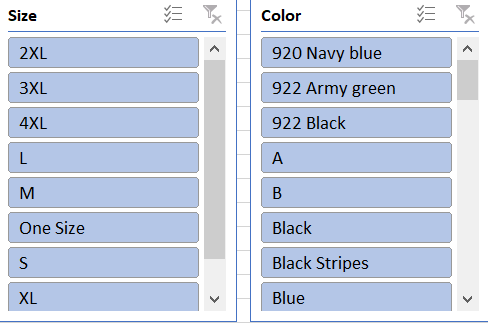 Size
2XL
3XL
4XL
L
M
One Size
S
XL
Color
920 Navy blue
922 Army green
922 Black
A
B
Black
Black Stripes
Blue